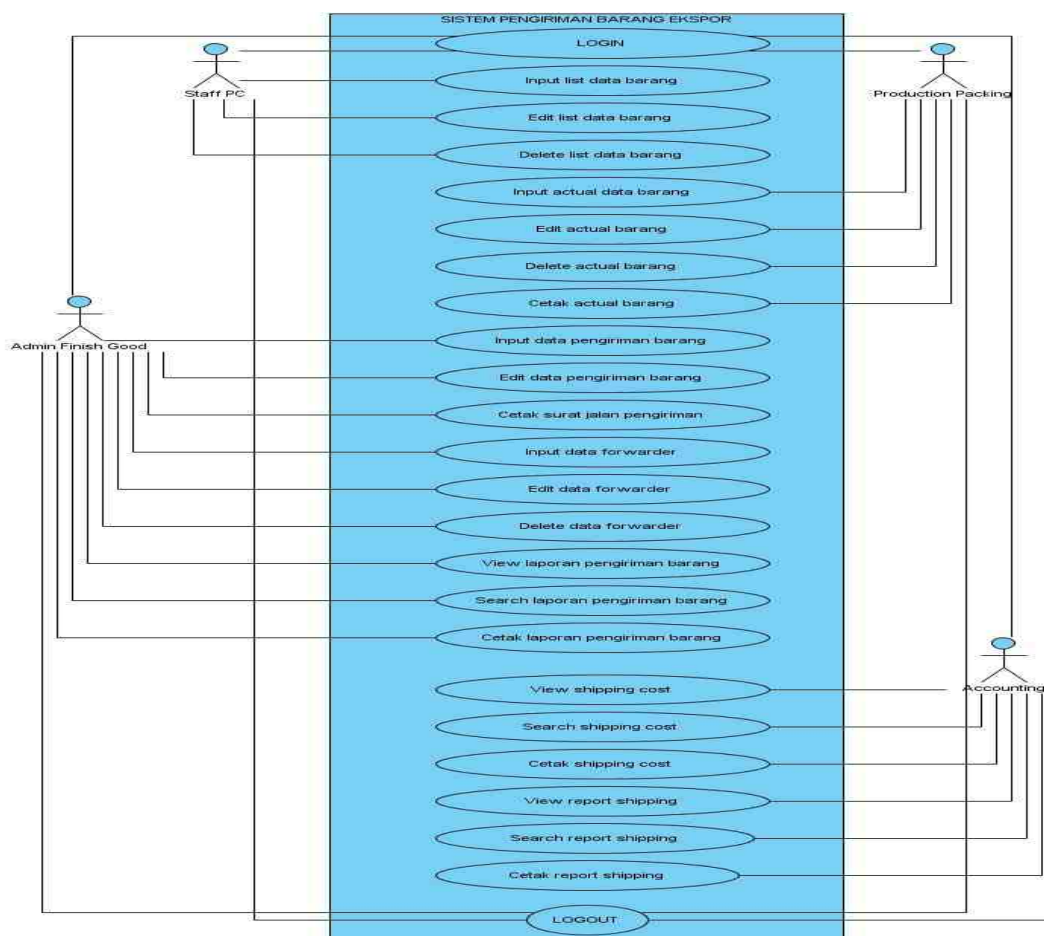 SISTEM PENGIRIMAN BARANG EKSPOR
LOGIN
Staff PC
Input list data barang
Production Packing
Edit list data barang
Delete list data barang
Input actual data barang
Edit actual barang
Delete actual barang
Cetak actual barang
Admin Finish Good
Input data pengiriman barang
Edit data pengiriman barang
Cetak surat jalan pengiriman
Input data forwarder
Edit data forwarder
Delete data forwarder
View laporan pengiriman barang
Search laporan pengiriman barang
Cetak laporan pengiriman barang
View shipping cost
Accounting
Search shipping cost
Cetak shipping cost
View report shipping
Search report shipping
Cetak report shipping
LOGOUT